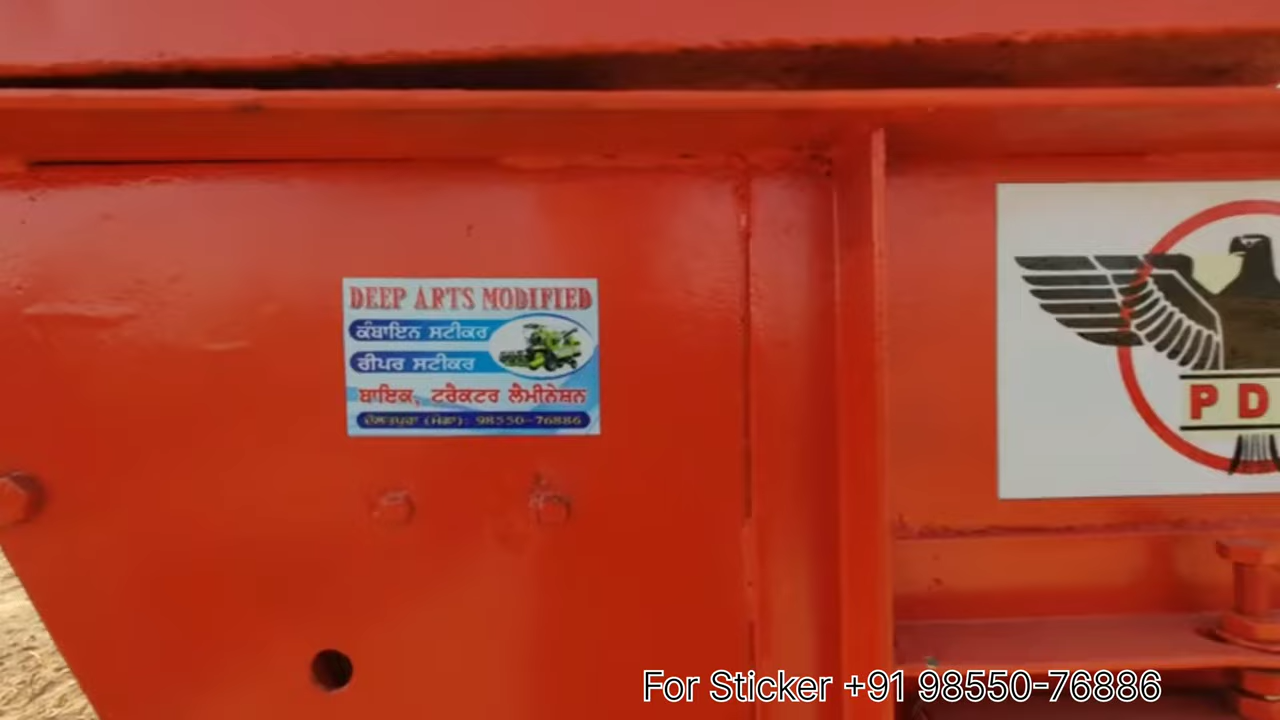 DEEP ARTS MODIFIED
ਕੰਬਾਇਨ ਸਟੀਕਰ
ਰੀਪਰ ਸਟੀਕਰ
ਬਾਇਕ, ਟਰੈਕਟਰ ਲੈਮੀਨੇਸ਼ਨ
ਦੌਲਤਪੁਰਾ (ਮੋਗਾ): 98550-76886
PD
For Sticker +91 98550-76886